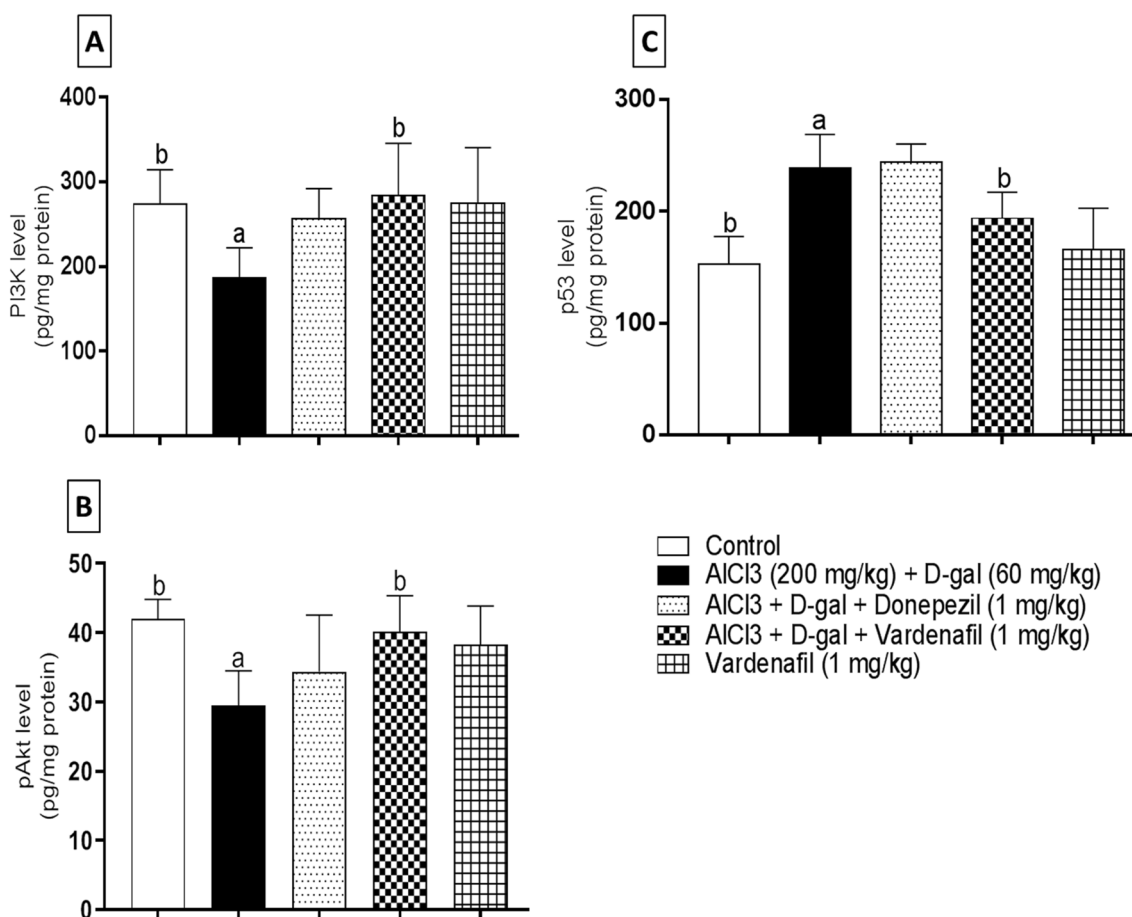 A
PI3K level
(pg/mg protein)
400
300
200
100
0
b
a
b
C
p53 level
(pg/mg protein)
300
200
100
0
b
a
b
B
pAkt level
(pg/mg protein)
50
40
30
20
10
0
b
a
b
Control
AlCl3 (200 mg/kg) + D-gal (60 mg/kg)
AlCl3 + D-gal + Donepezil (1 mg/kg)
AlCl3 + D-gal + Vardenafil (1 mg/kg)
Vardenafil (1 mg/kg)